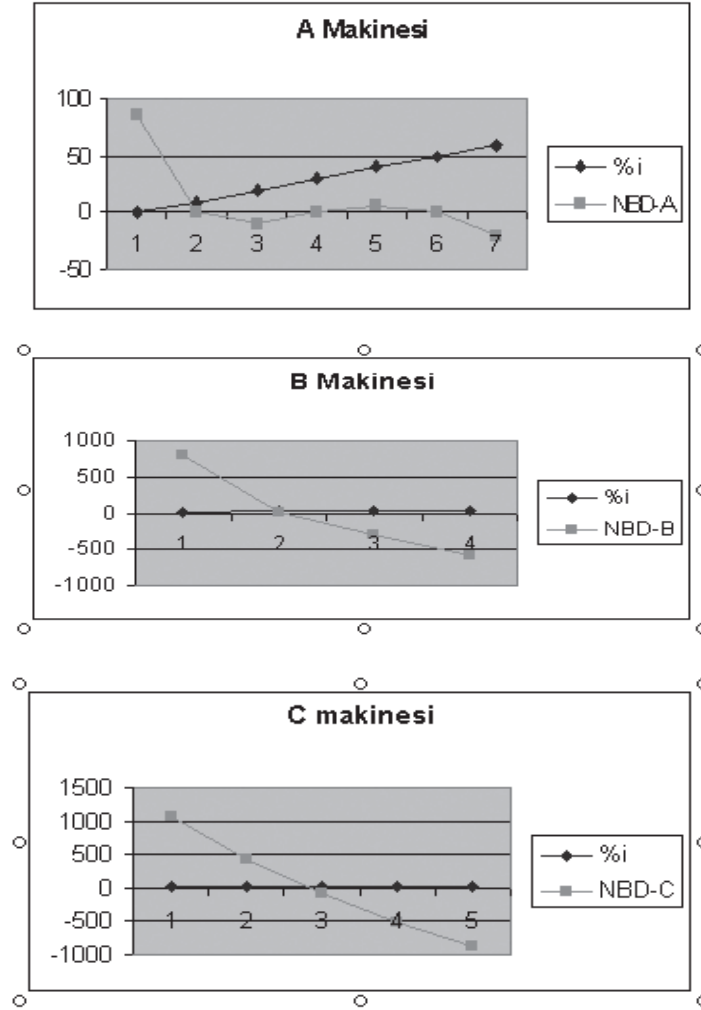 A Makinesi
100
50
0
-50
1 2 3 4 5 6 7
%i
NBD-A
B Makinesi
1000
500
0
-500
-1000
1 2 3 4
%i
NBD-B
C makinesi
1500
1000
500
0
-500
-1000
1 2 3 4 5
%i
NBD-C